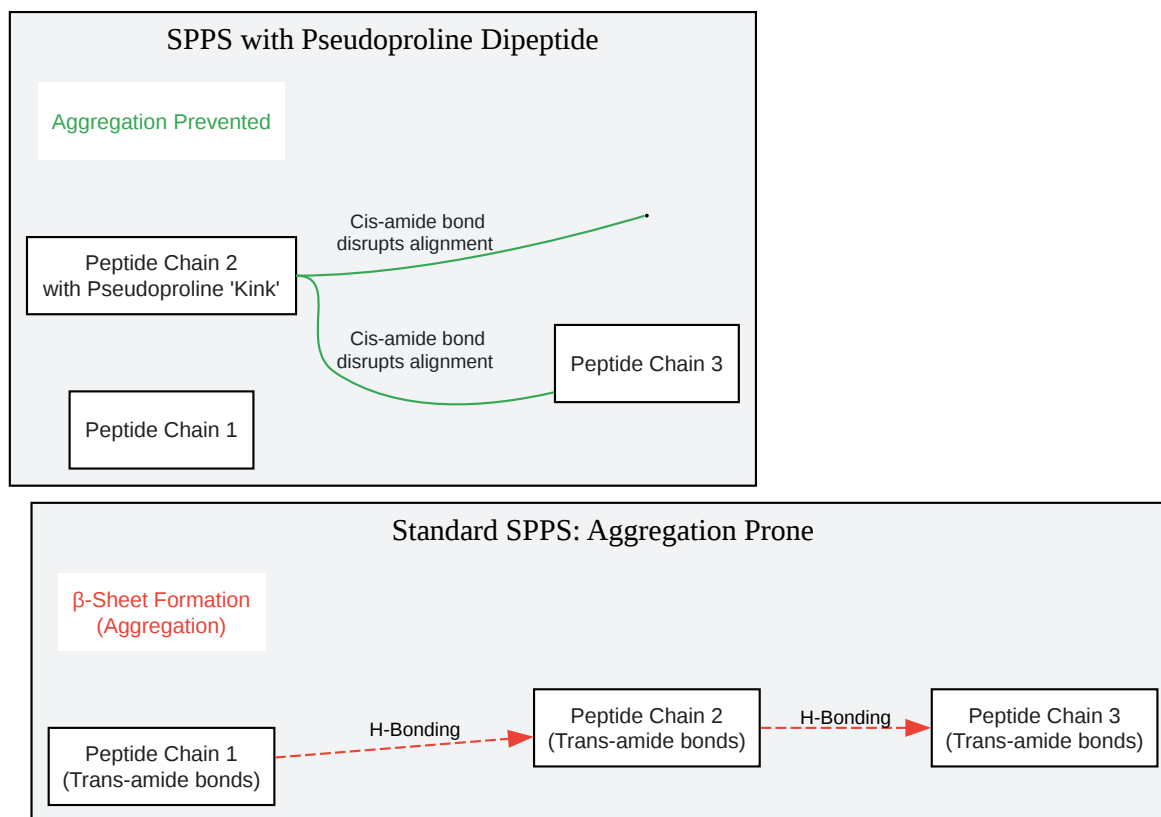 SPPS with Pseudoproline Dipeptide
Aggregation Prevented
Cis-amide bond
disrupts alignment
Peptide Chain 2
with Pseudoproline 'Kink'
Cis-amide bond
disrupts alignment
Peptide Chain 3
Peptide Chain 1
Standard SPPS: Aggregation Prone
β-Sheet Formation
(Aggregation)
H-Bonding
Peptide Chain 1
(Trans-amide bonds)
Peptide Chain 2
(Trans-amide bonds)
H-Bonding
Peptide Chain 3
(Trans-amide bonds)